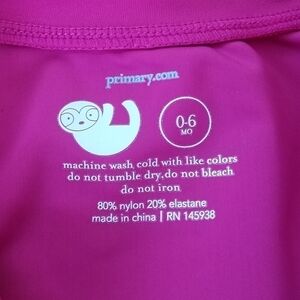 primary.com
0-6
MO
machine wash cold with like colors
do not tumble dry, do not bleach
do not iron
80% nylon 20% elastane
made in china | RN 145938